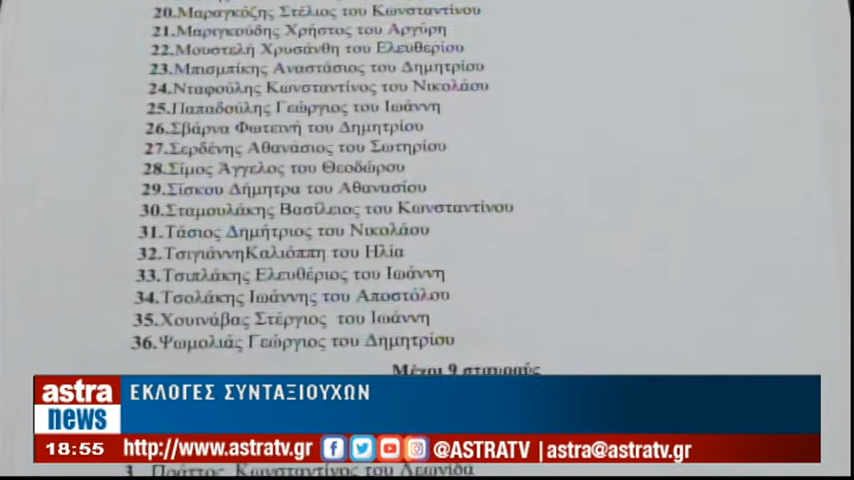 20.Μαραγκόζης Στέλιος του Κωνσταντίνου
21.Μαριγκούδης Χρήστος του Αργύρη
22.Μουστελή Χρυσάνθη του Ελευθερίου
23.Μπισμπίκης Αναστάσιος του Δημητρίου
24.Νταφούλης Κωνσταντίνος του Νικολάου
25.Παπαδούλης Γεώργιος του Ιωάννη
26.Σβάρνα Φωτεινή του Δημητρίου
27.Σερδένης Αθανάσιος του Σωτηρίου
28.Σίμος Άγγελος του Θεοδώρου
29.Σίσκου Δήμητρα του Αθανασίου
30.Σταμουλάκης Βασίλειος του Κωνσταντίνου
31.Τάσιος Δημήτριος του Νικολάου
32.ΤσιγιάννηΚαλιόππη του Ηλία
33.Τσιπλάκης Ελευθέριος του Ιωάννη
34.Τσολάκης Ιωάννης του Αποστόλου
35.Χουινάβας Στέργιος του Ιωάννη
36.Ψωμολιάς Γεώργιος του Δημητρίου
Μέχρι 9 σταυρούς
astra
news
ΕΚΛΟΓΕΣ ΣΥΝΤΑΞΙΟΥΧΩΝ
18:55 http://www.astratv.gr @ASTRATV | astra@astratv.gr
3. Πράττος Κωνσταντίνος του Λεωνίδα